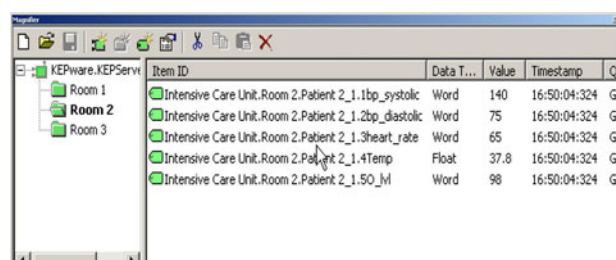 Magnifier
KEPware.KEPServe
Room 1
Room 2
Room 3
Item ID Data T... Value Timestamp Q
Intensive Care Unit.Room 2.Patient 2_1.1bp_systolic Word 140 16:50:04:324 G
Intensive Care Unit.Room 2.Patient 2_1.2bp_diastolic Word 75 16:50:04:324 G
Intensive Care Unit.Room 2.Patient 2_1.3heart_rate Word 65 16:50:04:324 G
Intensive Care Unit.Room 2.Patient 2_1.4Temp Float 37.8 16:50:04:324 G
Intensive Care Unit.Room 2.Patient 2_1.5O_lvl Word 98 16:50:04:324 G